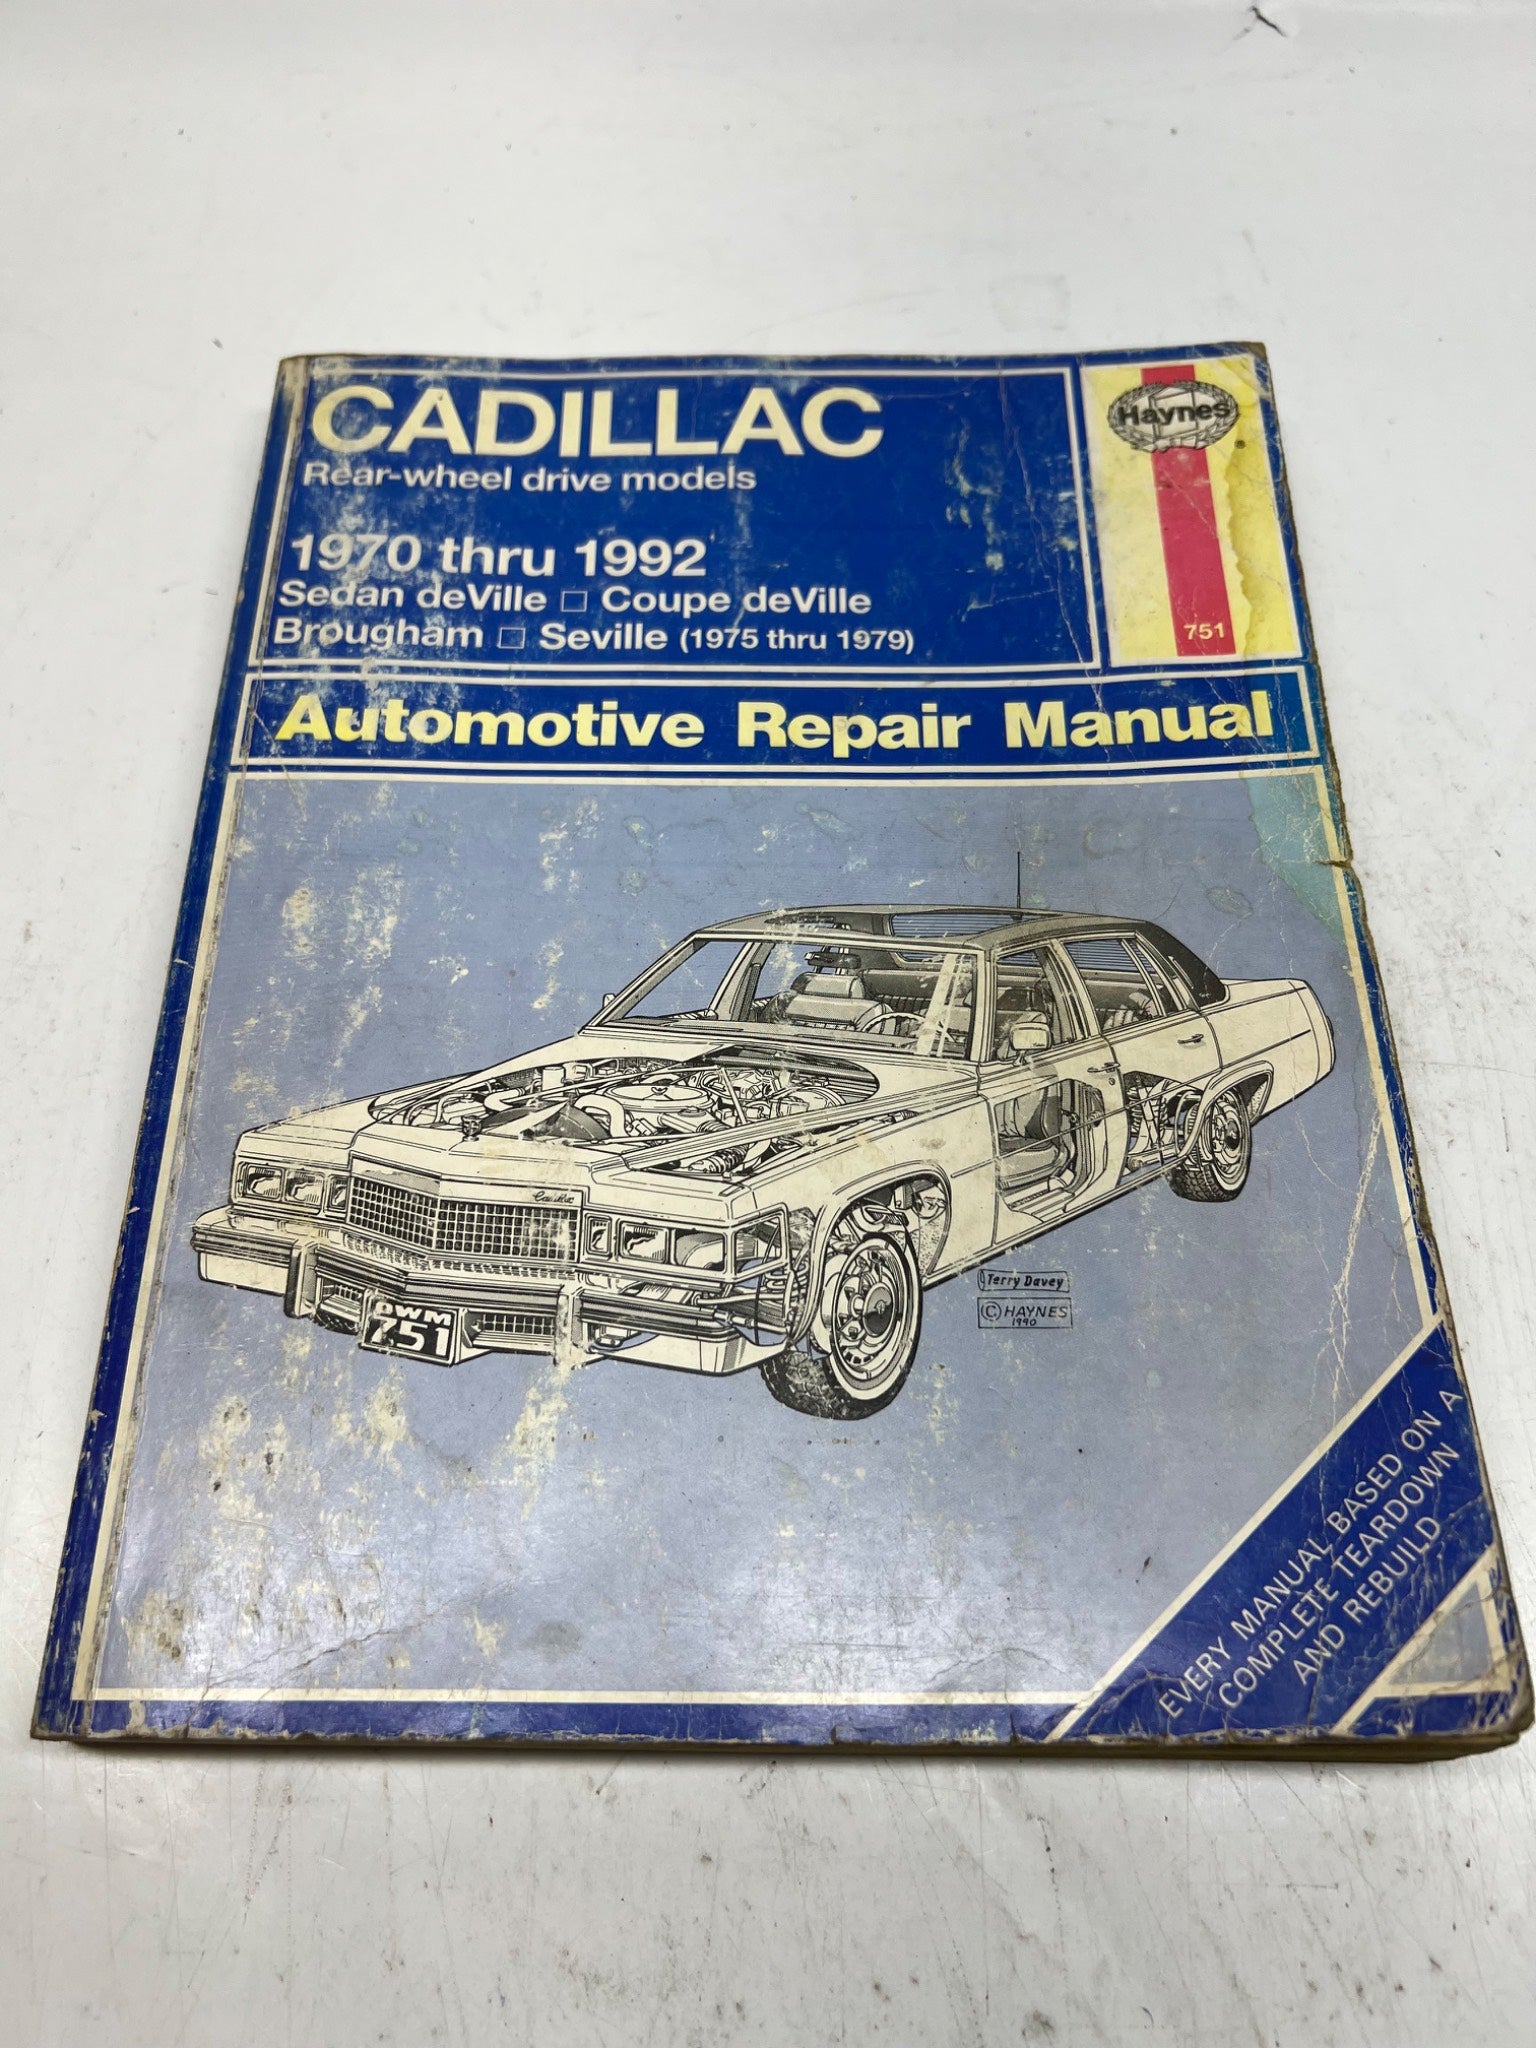 CADILLAC
Rear-wheel drive models
1970 thru 1992
Sedan deVille □ Coupe deVille
Brougham □ Seville (1975 thru 1979)
Haynes
®
751
Automotive Repair Manual
Cadillac
OWM
751
Terry Davey
© HAYNES
1990
EVERY MANUAL BASED ON A
COMPLETE TEARDOWN
AND REBUILD